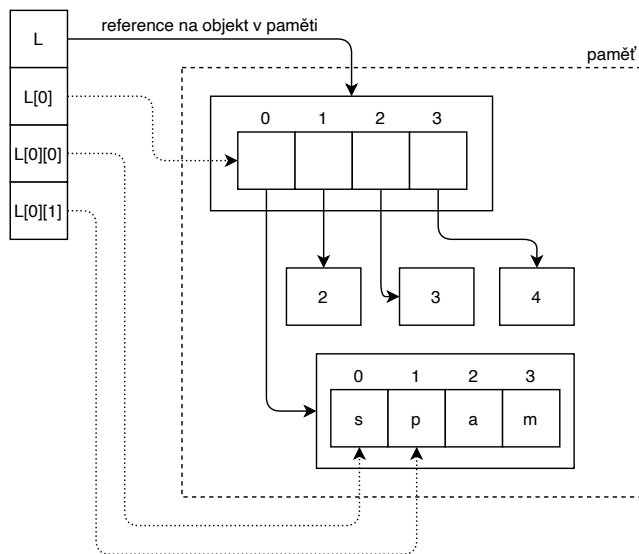 L
reference na objekt v paměti
paměť
L[0]
0 1 2 3
L[0][0]
L[0][1]
2 3 4
0 1 2 3
s p a m